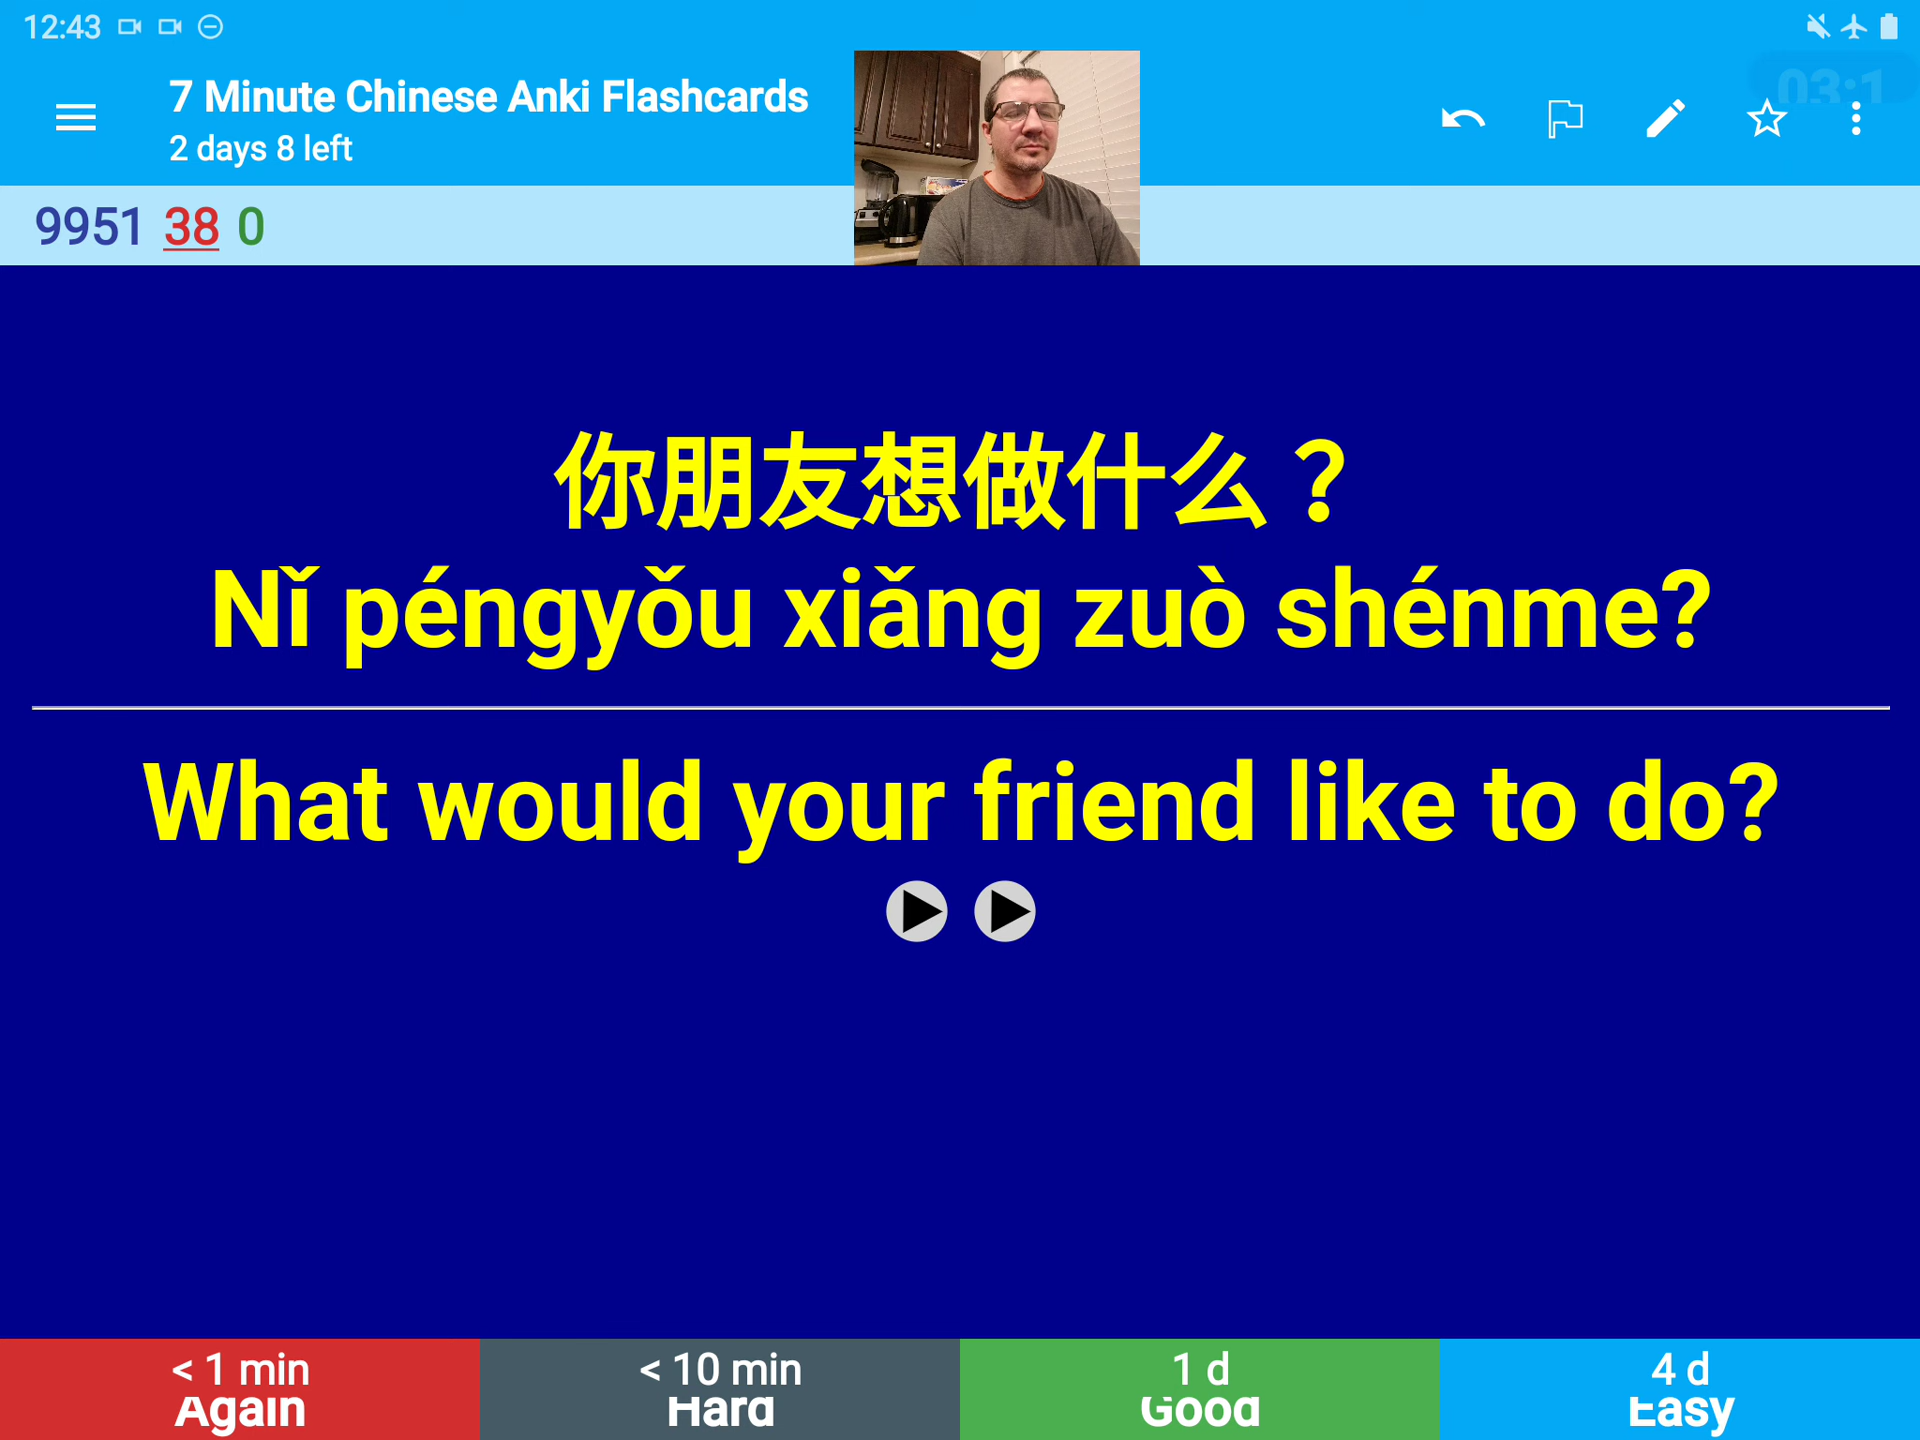 12:43
03:1
7 Minute Chinese Anki Flashcards
2 days 8 left
9951 38 0
你朋友想做什么？
Nǐ péngyǒu xiǎng zuò shénme?
What would your friend like to do?
< 1 min
Again
< 10 min
Hard
1 d
Good
4 d
Easy